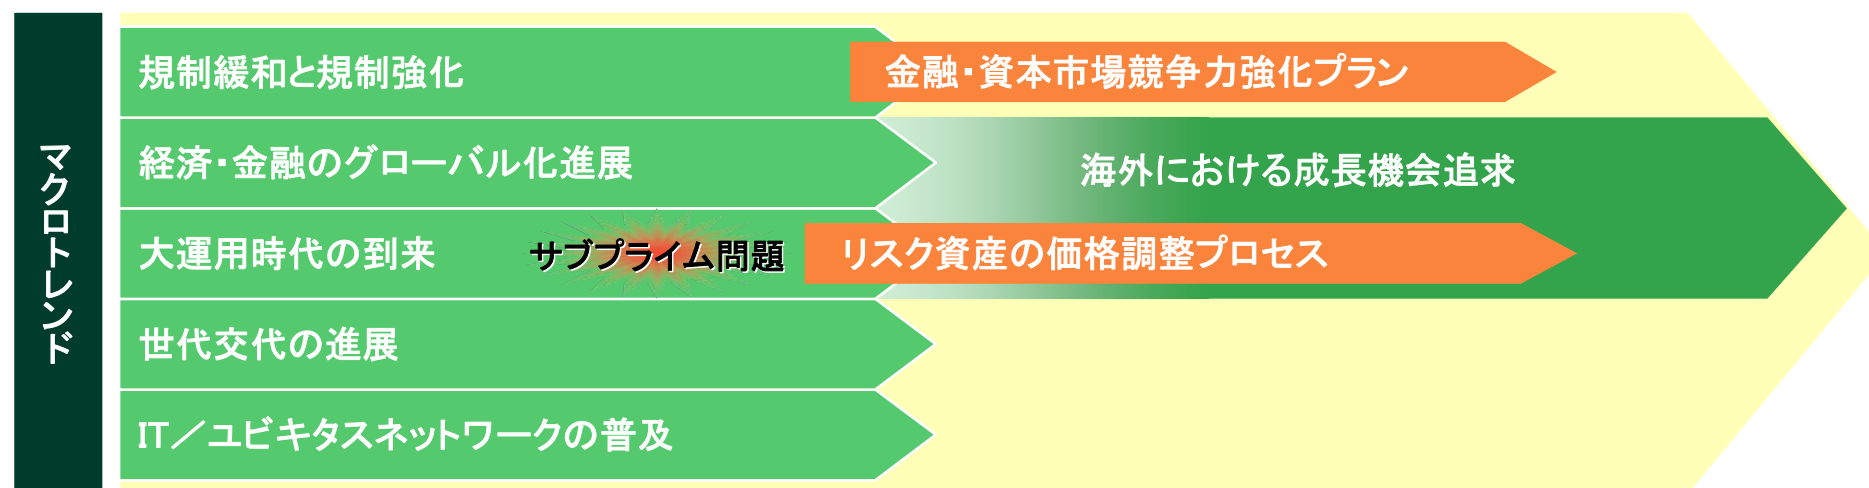 マクロトレンド
規制緩和と規制強化
金融・資本市場競争力強化プラン
経済・金融のグローバル化進展
海外における成長機会追求
大運用時代の到来
サブプライム問題
リスク資産の価格調整プロセス
世代交代の進展
IT／ユビキタスネットワークの普及